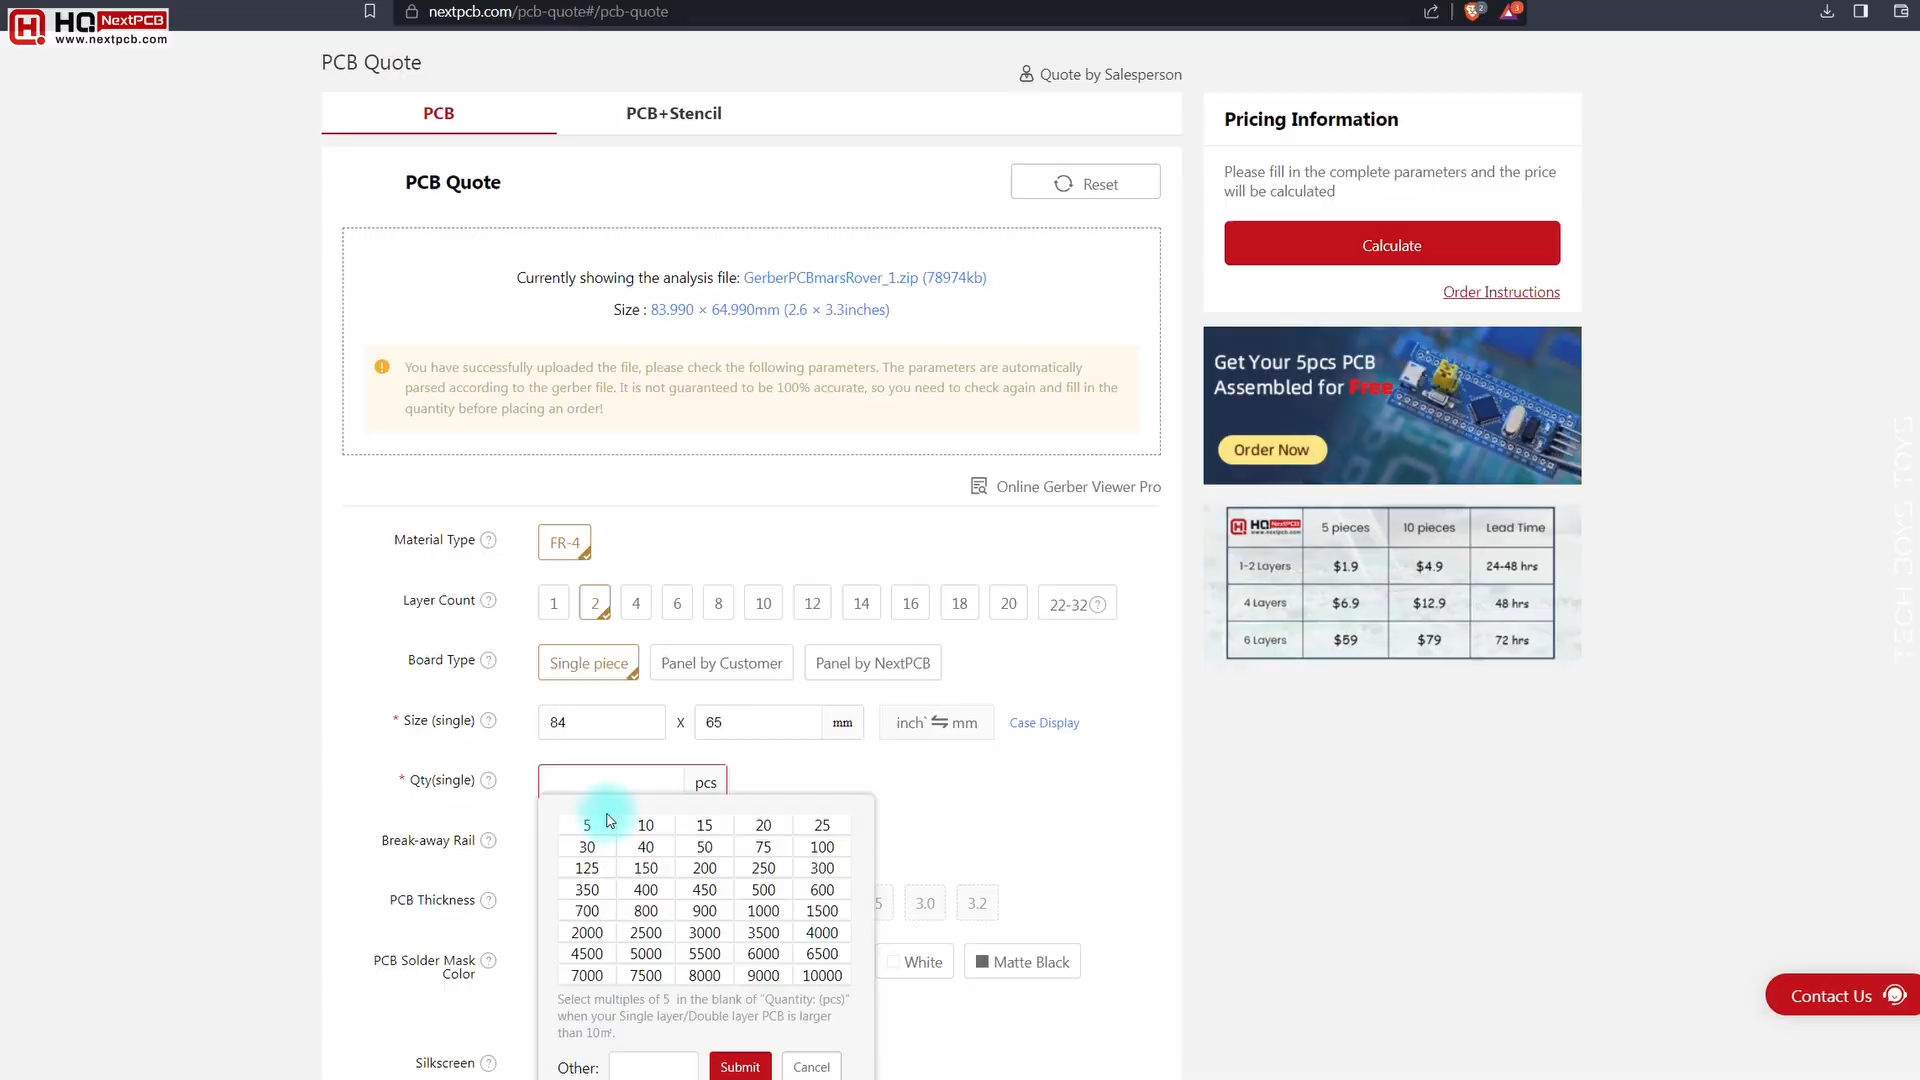 HQ NextPCB
www.nextpcb.com
nextpcb.com/pcb-quote#/pcb-quote
2
3
PCB Quote
Quote by Salesperson
PCB
PCB+Stencil
PCB Quote
Reset
Currently showing the analysis file: GerberPCBmarsRover_1.zip (78974kb)
Size : 83.990 × 64.990mm (2.6 × 3.3inches)
You have successfully uploaded the file, please check the following parameters. The parameters are automatically
parsed according to the gerber file. It is not guaranteed to be 100% accurate, so you need to check again and fill in the
quantity before placing an order!
Online Gerber Viewer Pro
Material Type ?
FR-4
Layer Count ?
1 2 4 6 8 10 12 14 16 18 20 22-32 ?
Board Type ?
Single piece Panel by Customer Panel by NextPCB
* Size (single) ?
84 X 65 mm inch` ⇋ mm Case Display
* Qty(single) ?
pcs
5 10 15 20 25
30 40 50 75 100
125 150 200 250 300
350 400 450 500 600
700 800 900 1000 1500
2000 2500 3000 3500 4000
4500 5000 5500 6000 6500
7000 7500 8000 9000 10000
Select multiples of 5 in the blank of "Quantity: (pcs)"
when your Single layer/Double layer PCB is larger
than 10㎡.
Other: Submit Cancel
Break-away Rail ?
PCB Thickness ?
5 3.0 3.2
PCB Solder Mask ?
Color
White Matte Black
Silkscreen ?
Pricing Information
Please fill in the complete parameters and the price
will be calculated
Calculate
Order Instructions
Get Your 5pcs PCB
Assembled for Free
Order Now
HQ NextPCB www.nextpcb.com 5 pieces 10 pieces Lead Time
1-2 Layers $1.9 $4.9 24-48 hrs
4 Layers $6.9 $12.9 48 hrs
6 Layers $59 $79 72 hrs
TECH BOYS TOYS
Contact Us